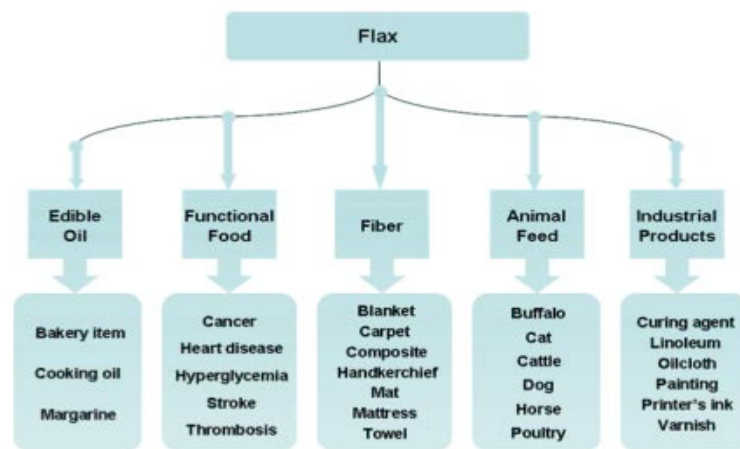 Flax
Edible
Oil
Functional
Food
Fiber
Animal
Feed
Industrial
Products
Bakery item
Cooking oil
Margarine
Cancer
Heart disease
Hyperglycemia
Stroke
Thrombosis
Blanket
Carpet
Composite
Handkerchief
Mat
Mattress
Towel
Buffalo
Cat
Cattle
Dog
Horse
Poultry
Curing agent
Linoleum
Oilcloth
Painting
Printer's ink
Varnish